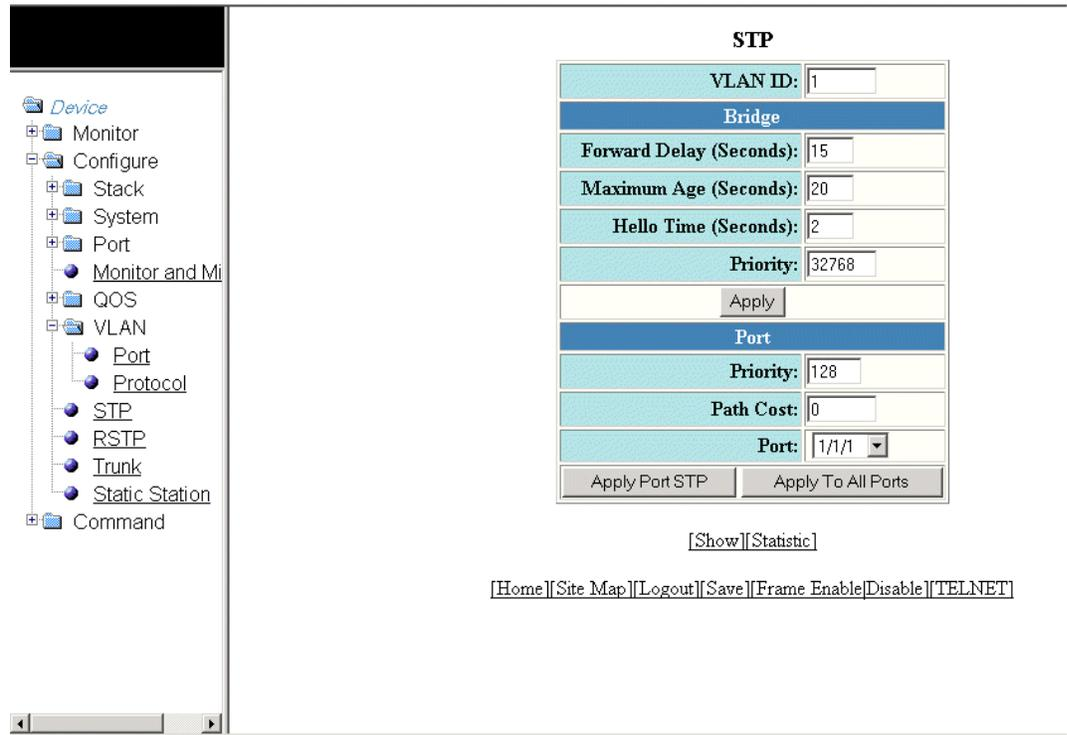 Device
Monitor
Configure
Stack
System
Port
Monitor and Mi
QOS
VLAN
Port
Protocol
STP
RSTP
Trunk
Static Station
Command
STP
VLAN ID: 1
Bridge
Forward Delay (Seconds): 15
Maximum Age (Seconds): 20
Hello Time (Seconds): 2
Priority: 32768
Apply
Port
Priority: 128
Path Cost: 0
Port: 1/1/1
Apply Port STP Apply To All Ports
[Show][Statistic]
[Home][Site Map][Logout][Save][Frame Enable|Disable][TELNET]